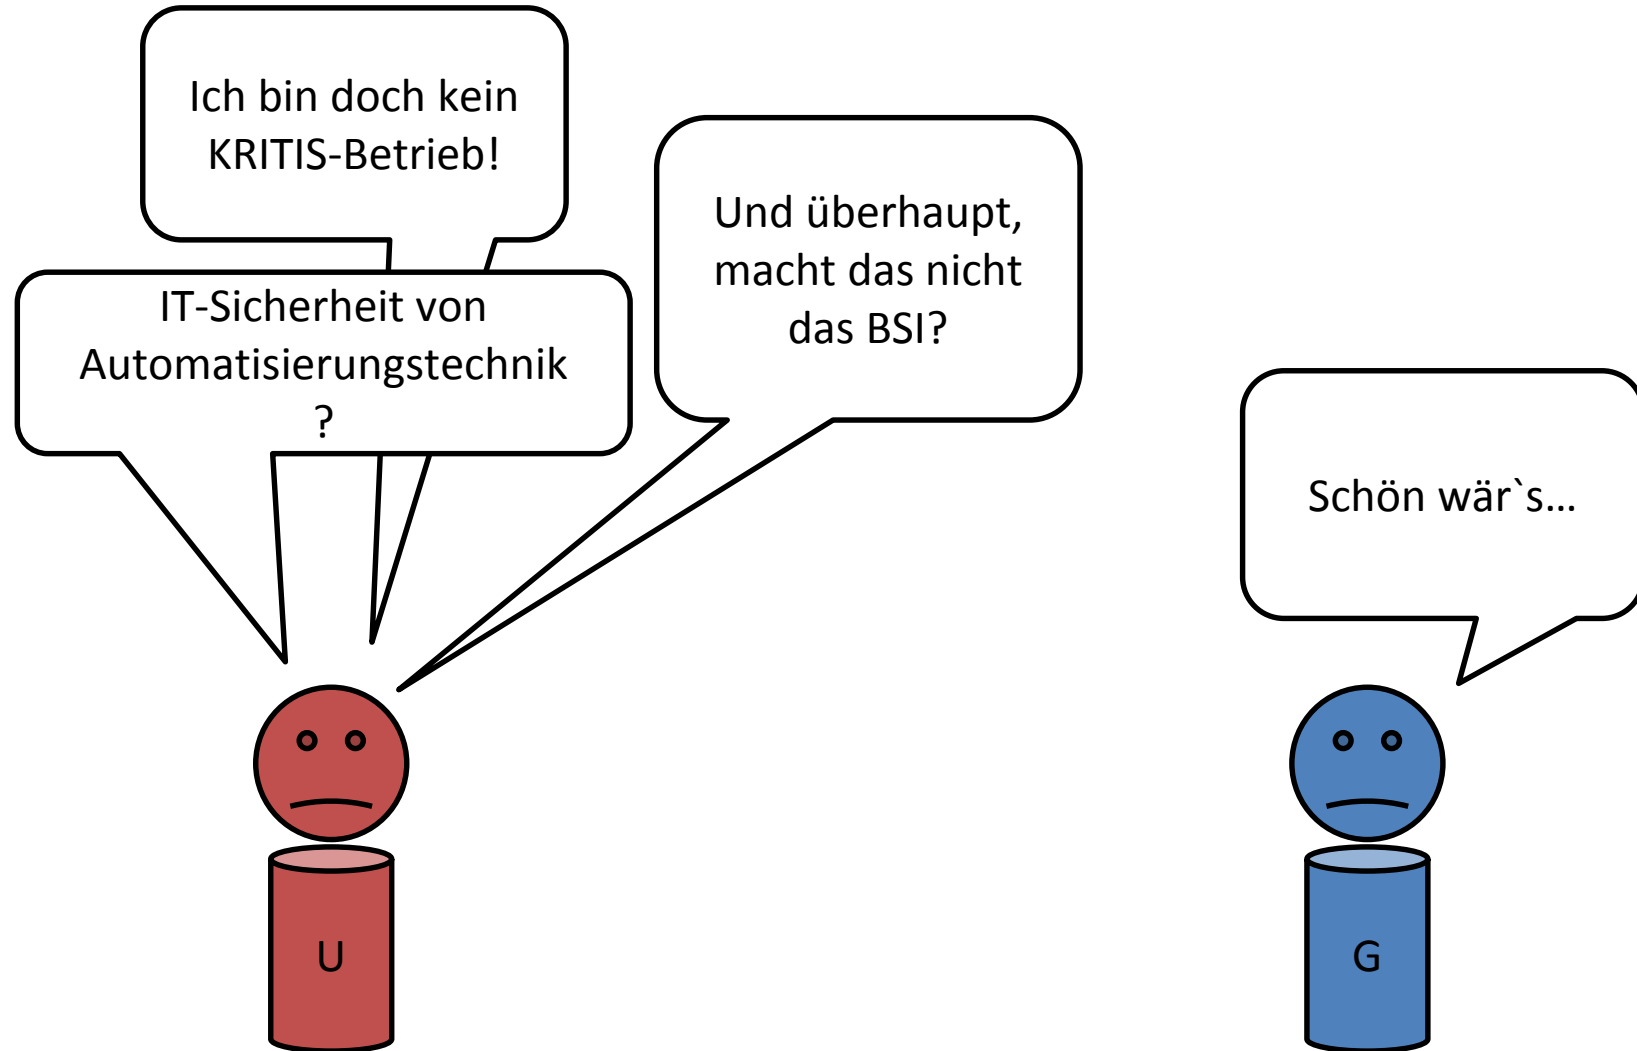 Ich bin doch kein
KRITIS-Betrieb!
IT-Sicherheit von
Automatisierungstechnik
?
Und überhaupt,
macht das nicht
das BSI?
Schön wär`s…
U
G